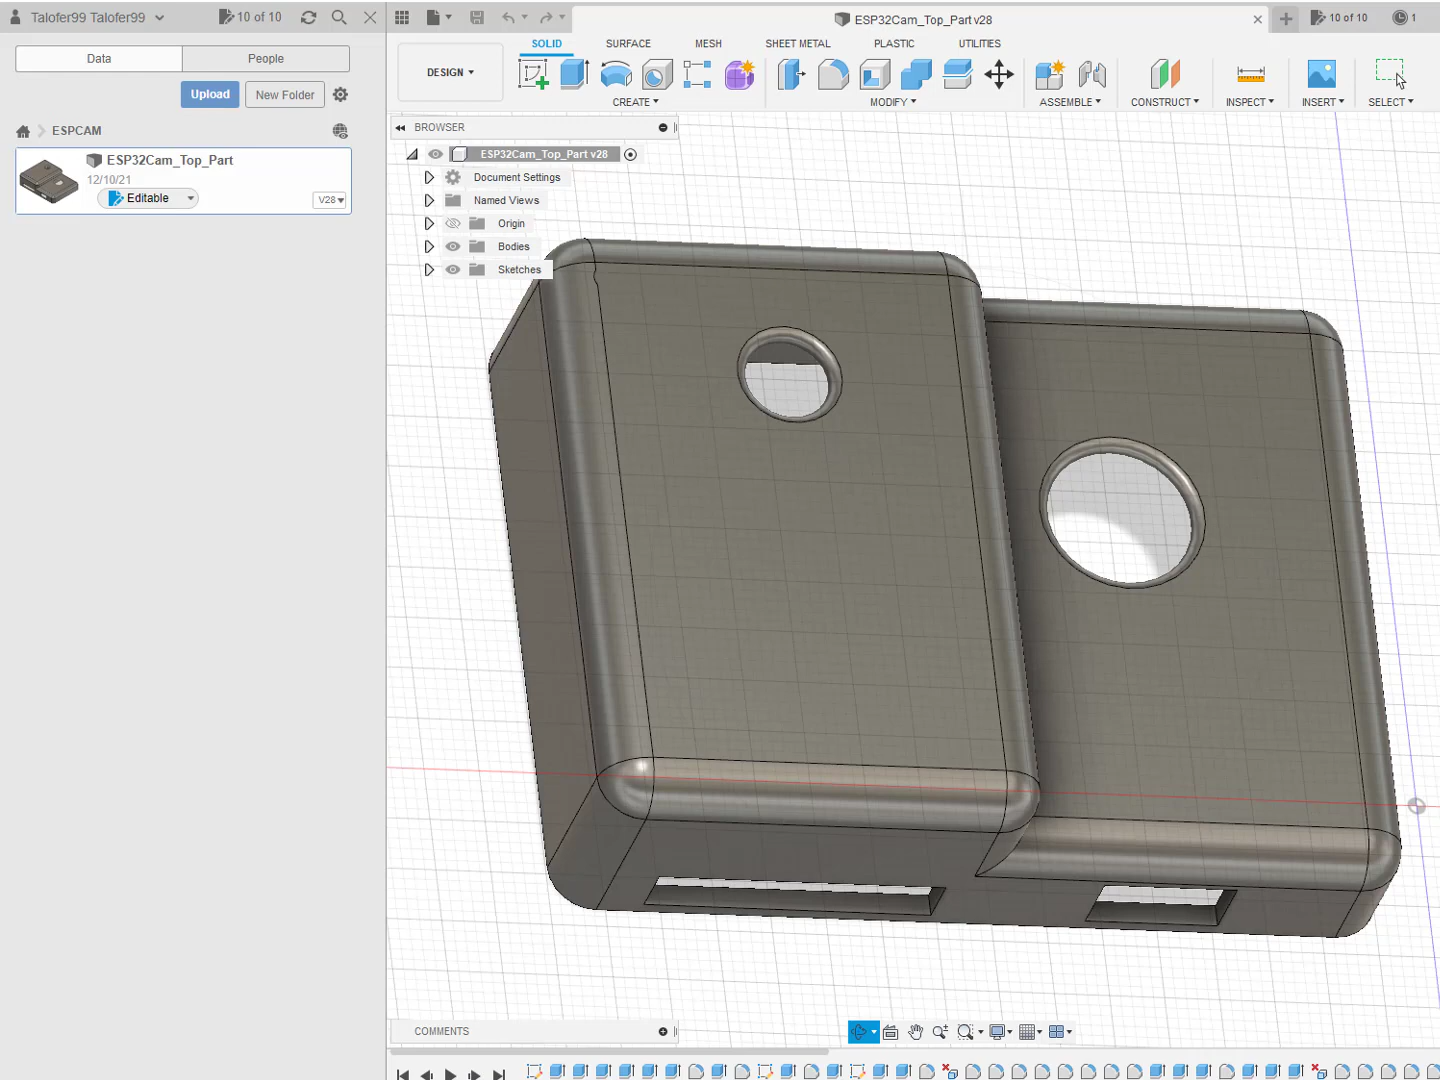 Talofer99 Talofer99
10 of 10
ESP32Cam_Top_Part v28
10 of 10
1
Data
People
Upload
New Folder
ESPCAM
ESP32Cam_Top_Part
12/10/21
Editable
V28
DESIGN
SOLID
SURFACE
MESH
SHEET METAL
PLASTIC
UTILITIES
CREATE
MODIFY
ASSEMBLE
CONSTRUCT
INSPECT
INSERT
SELECT
BROWSER
ESP32Cam_Top_Part v28
Document Settings
Named Views
Origin
Bodies
Sketches
COMMENTS